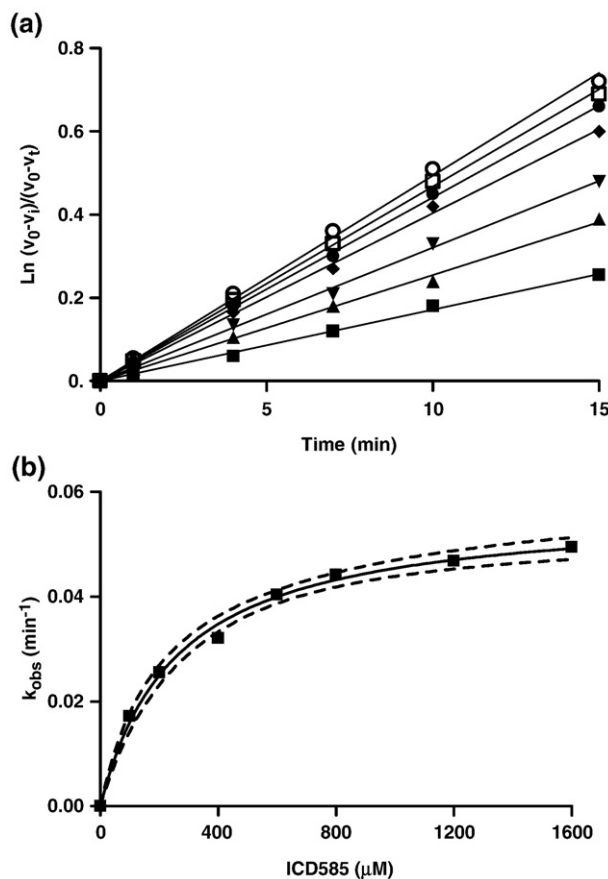 (a)
0.8
0.6
0.4
0.2
0.
Ln (v₀-vᵢ)/(v₀-vₜ)
0 5 10 15
Time (min)
(b)
0.06
0.04
0.02
0.00
kobs (min⁻¹)
0 400 800 1200 1600
ICD585 (μM)